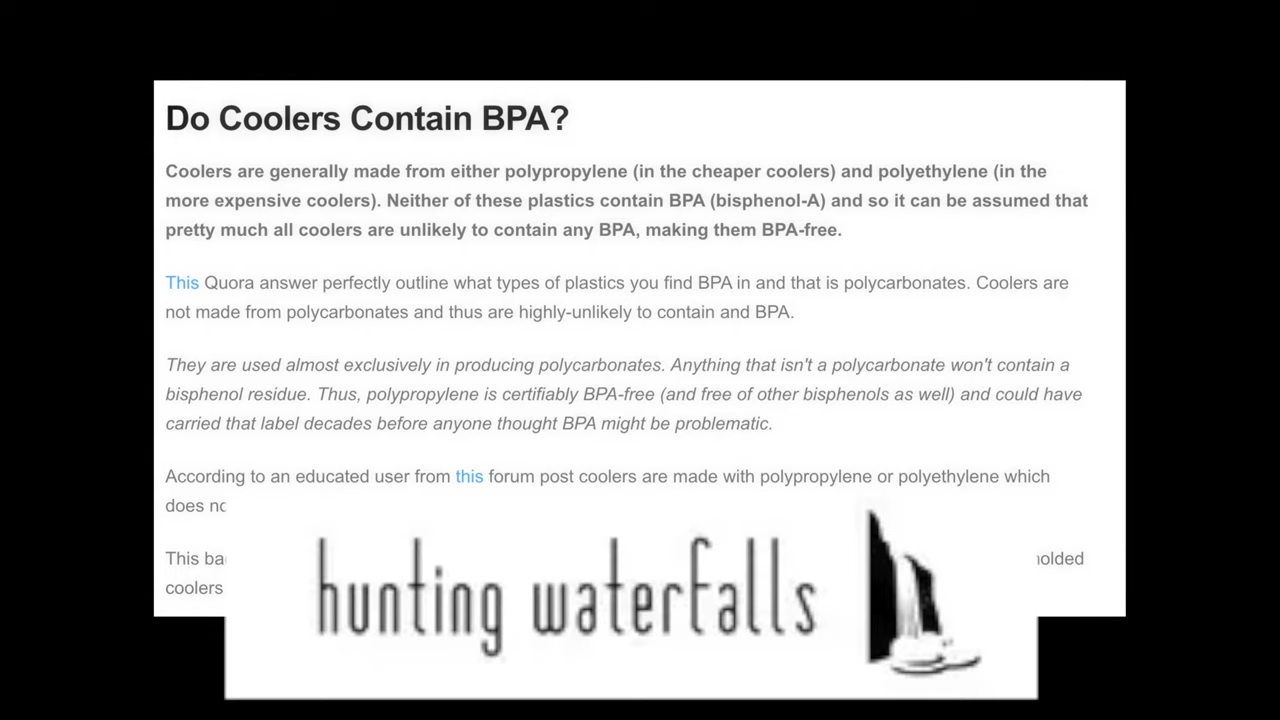 Do Coolers Contain BPA?
Coolers are generally made from either polypropylene (in the cheaper coolers) and polyethylene (in the
more expensive coolers). Neither of these plastics contain BPA (bisphenol-A) and so it can be assumed that
pretty much all coolers are unlikely to contain any BPA, making them BPA-free.
This Quora answer perfectly outline what types of plastics you find BPA in and that is polycarbonates. Coolers are
not made from polycarbonates and thus are highly-unlikely to contain and BPA.
They are used almost exclusively in producing polycarbonates. Anything that isn't a polycarbonate won't contain a
bisphenol residue. Thus, polypropylene is certifiably BPA-free (and free of other bisphenols as well) and could have
carried that label decades before anyone thought BPA might be problematic.
According to an educated user from this forum post coolers are made with polypropylene or polyethylene which
does
This
coolers
hunting waterfalls